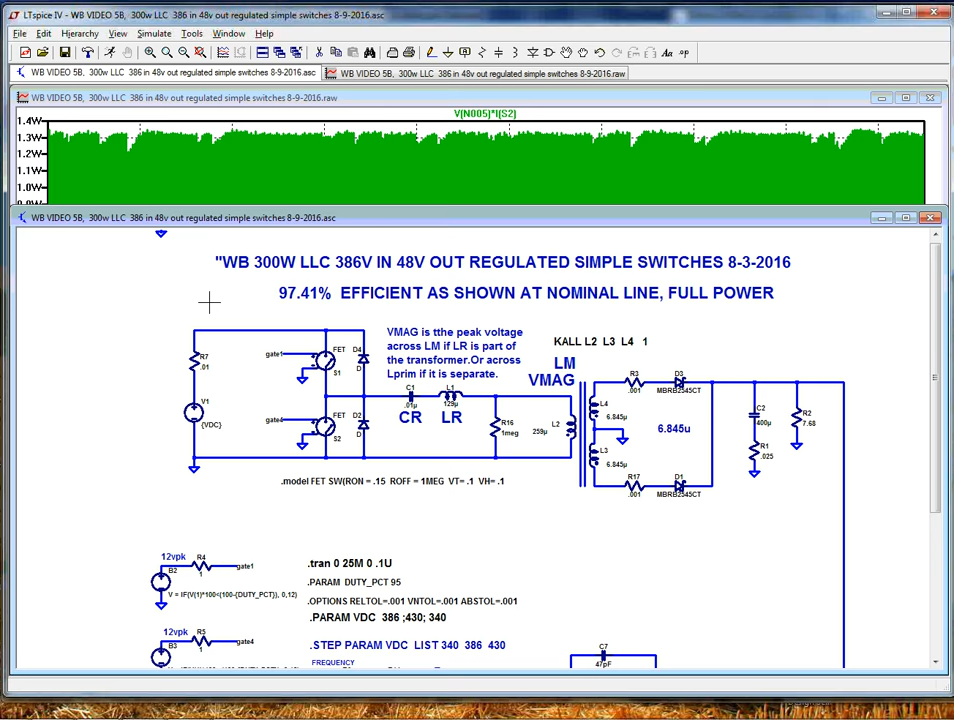 LTspice IV - WB VIDEO 5B, 300w LLC 386 in 48v out regulated simple switches 8-9-2016.asc
File Edit Hierarchy View Simulate Tools Window Help
WB VIDEO 5B, 300w LLC 386 in 48v out regulated simple switches 8-9-2016.asc WB VIDEO 5B, 300w LLC 386 in 48v out regulated simple switches 8-9-2016.raw
WB VIDEO 5B, 300w LLC 386 in 48v out regulated simple switches 8-9-2016.raw
V(N005)*I(S2)
1.4W
1.3W
1.2W
1.1W
1.0W
WB VIDEO 5B, 300w LLC 386 in 48v out regulated simple switches 8-9-2016.asc
"WB 300W LLC 386V IN 48V OUT REGULATED SIMPLE SWITCHES 8-3-2016
97.41% EFFICIENT AS SHOWN AT NOMINAL LINE, FULL POWER
VMAG is tthe peak voltage
across LM if LR is part of
the transformer.Or across
Lprim if it is separate.
KALL L2 L3 L4 1
LM
VMAG
R7
.01
V1
{VDC}
gate1
FET
S1
D4
D
gate4
FET
S2
D2
D
C1
.01µ
CR
L1
129µ
LR
R16
1meg
L2
259µ
L4
6.845µ
L3
6.845µ
R3
.001
D3
MBRB2545CT
6.845u
R17
.001
D1
MBRB2545CT
C2
400µ
R1
.025
R2
7.68
.model FET SW(RON = .15 ROFF = 1MEG VT= .1 VH= .1
12vpk
R4
1
gate1
B2
V = IF(V(1)*100<(100-{DUTY_PCT}), 0,12)
.tran 0 25M 0 .1U
.PARAM DUTY_PCT 95
.OPTIONS RELTOL=.001 VNTOL=.001 ABSTOL=.001
.PARAM VDC 386 ;430; 340
12vpk
R5
1
gate4
B3
.STEP PARAM VDC LIST 340 386 430
FREQUENCY
C7
47pF